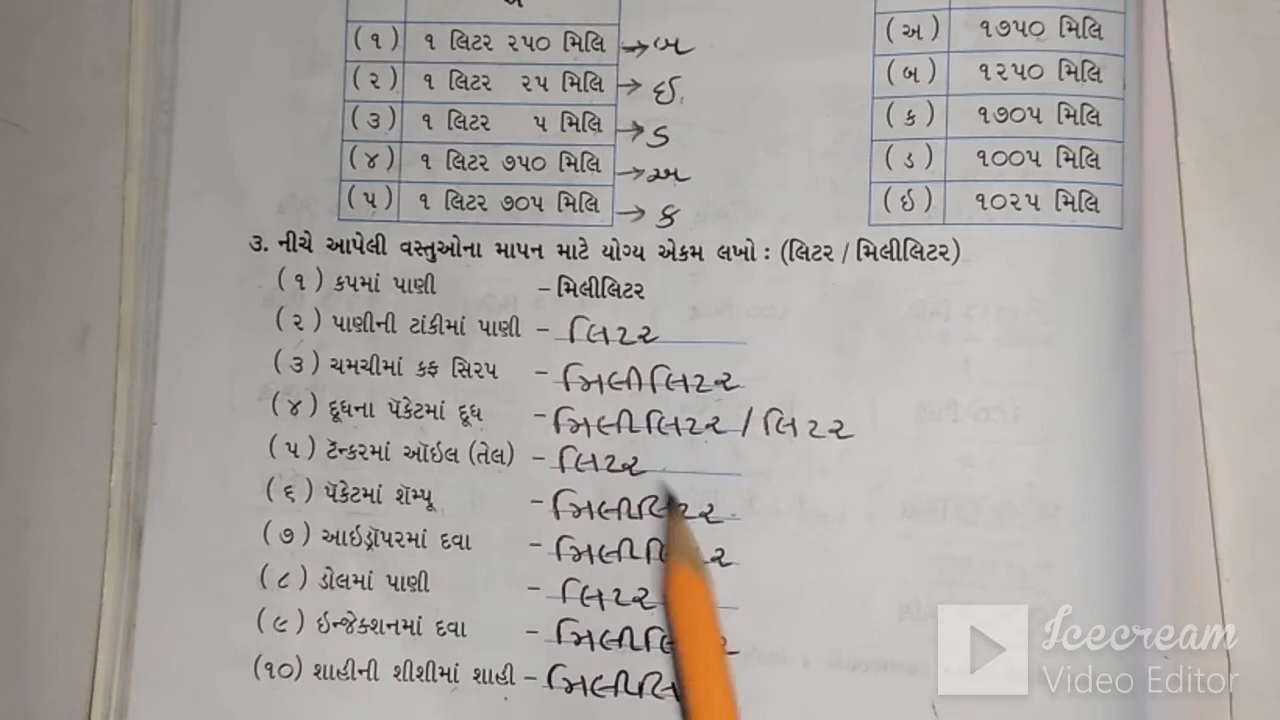 (૧) ૧ લિટર ૨૫૦ મિલિ → બ (અ) ૧૭૫૦ મિલિ
(૨) ૧ લિટર ૨૫ મિલિ → ઈ. (બ) ૧૨૫૦ મિલિ
(૩) ૧ લિટર ૫ મિલિ → ડ (ક) ૧૭૦૫ મિલિ
(૪) ૧ લિટર ૭૫૦ મિલિ → અ (ડ) ૧૦૦૫ મિલિ
(૫) ૧ લિટર ૭૦૫ મિલિ → ક (ઇ) ૧૦૨૫ મિલિ
૩. નીચે આપેલી વસ્તુઓના માપન માટે યોગ્ય એકમ લખો : (લિટર / મિલીલિટર)
(૧) કપમાં પાણી – મિલીલિટર
(૨) પાણીની ટાંકીમાં પાણી – લિટર
(૩) ચમચીમાં કફ સિરપ – મિલીલિટર
(૪) દૂધના પૅકેટમાં દૂધ – મિલીલિટર / લિટર
(૫) ટૅન્કરમાં ઑઇલ (તેલ) – લિટર
(૬) પૅકેટમાં શૅમ્પૂ – મિલીલિટર
(૭) આઇડ્રૉપરમાં દવા –
(૮) ડોલમાં પાણી – લિટર
(૯) ઇન્જેક્શનમાં દવા –
(૧૦) શાહીની શીશીમાં શાહી –
Icecream
Video Editor